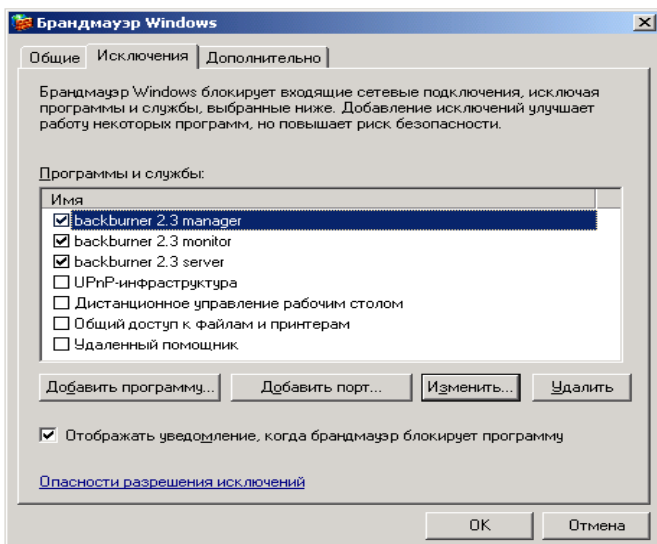 Брандмауэр Windows
Общие Исключения Дополнительно
Брандмауэр Windows блокирует входящие сетевые подключения, исключая
программы и службы, выбранные ниже. Добавление исключений улучшает
работу некоторых программ, но повышает риск безопасности.
Программы и службы:
Имя
backburner 2.3 manager
backburner 2.3 monitor
backburner 2.3 server
UPnP-инфраструктура
Дистанционное управление рабочим столом
Общий доступ к файлам и принтерам
Удаленный помощник
Добавить программу... Добавить порт... Изменить... Удалить
Отображать уведомление, когда брандмауэр блокирует программу
Опасности разрешения исключений
OK Отмена